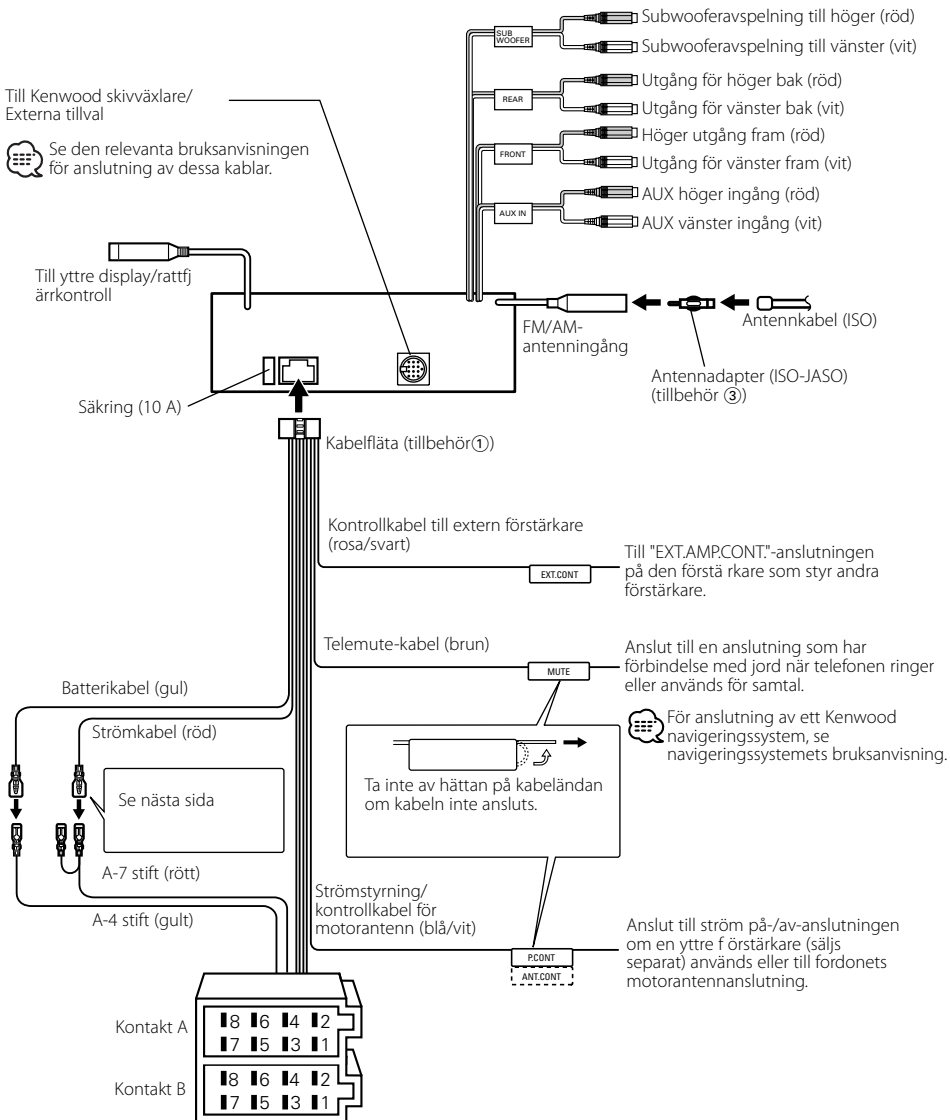 SUB
WOOFER
Subwooferavspelning till höger (röd)
Subwooferavspelning till vänster (vit)
REAR
Utgång för höger bak (röd)
Utgång för vänster bak (vit)
FRONT
Höger utgång fram (röd)
Utgång för vänster fram (vit)
AUX IN
AUX höger ingång (röd)
AUX vänster ingång (vit)
Till Kenwood skivväxlare/
Externa tillval
Se den relevanta bruksanvisningen
för anslutning av dessa kablar.
Till yttre display/rattfj
ärrkontroll
FM/AM-
antenningång
Antennkabel (ISO)
Antennadapter (ISO-JASO)
(tillbehör ③)
Säkring (10 A)
Kabelfläta (tillbehör①)
Kontrollkabel till extern förstärkare
(rosa/svart)
EXT.CONT
Till "EXT.AMP.CONT."-anslutningen
på den förstä rkare som styr andra
förstärkare.
Telemute-kabel (brun)
MUTE
Anslut till en anslutning som har
förbindelse med jord när telefonen ringer
eller används för samtal.
För anslutning av ett Kenwood
navigeringssystem, se
navigeringssystemets bruksanvisning.
Batterikabel (gul)
Strömkabel (röd)
Se nästa sida
Ta inte av hättan på kabeländan
om kabeln inte ansluts.
A-7 stift (rött)
A-4 stift (gult)
Strömstyrning/
kontrollkabel för
motorantenn (blå/vit)
P.CONT
ANT.CONT
Anslut till ström på-/av-anslutningen
om en yttre f örstärkare (säljs
separat) används eller till fordonets
motorantennanslutning.
Kontakt A
8 6 4 2
7 5 3 1
Kontakt B
8 6 4 2
7 5 3 1